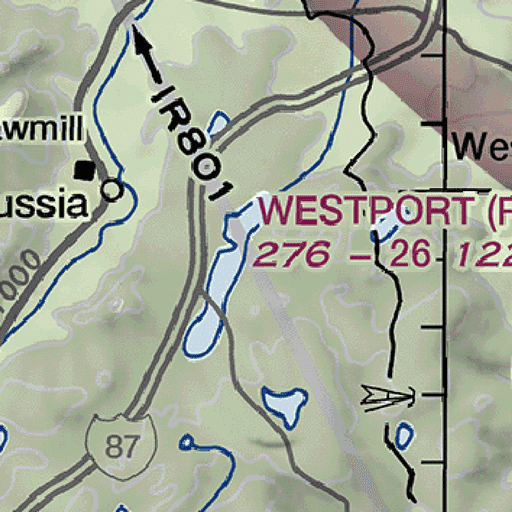 IR801
awmill
Wes
ussia
WESTPORT (P
276 – 26 122
000
87